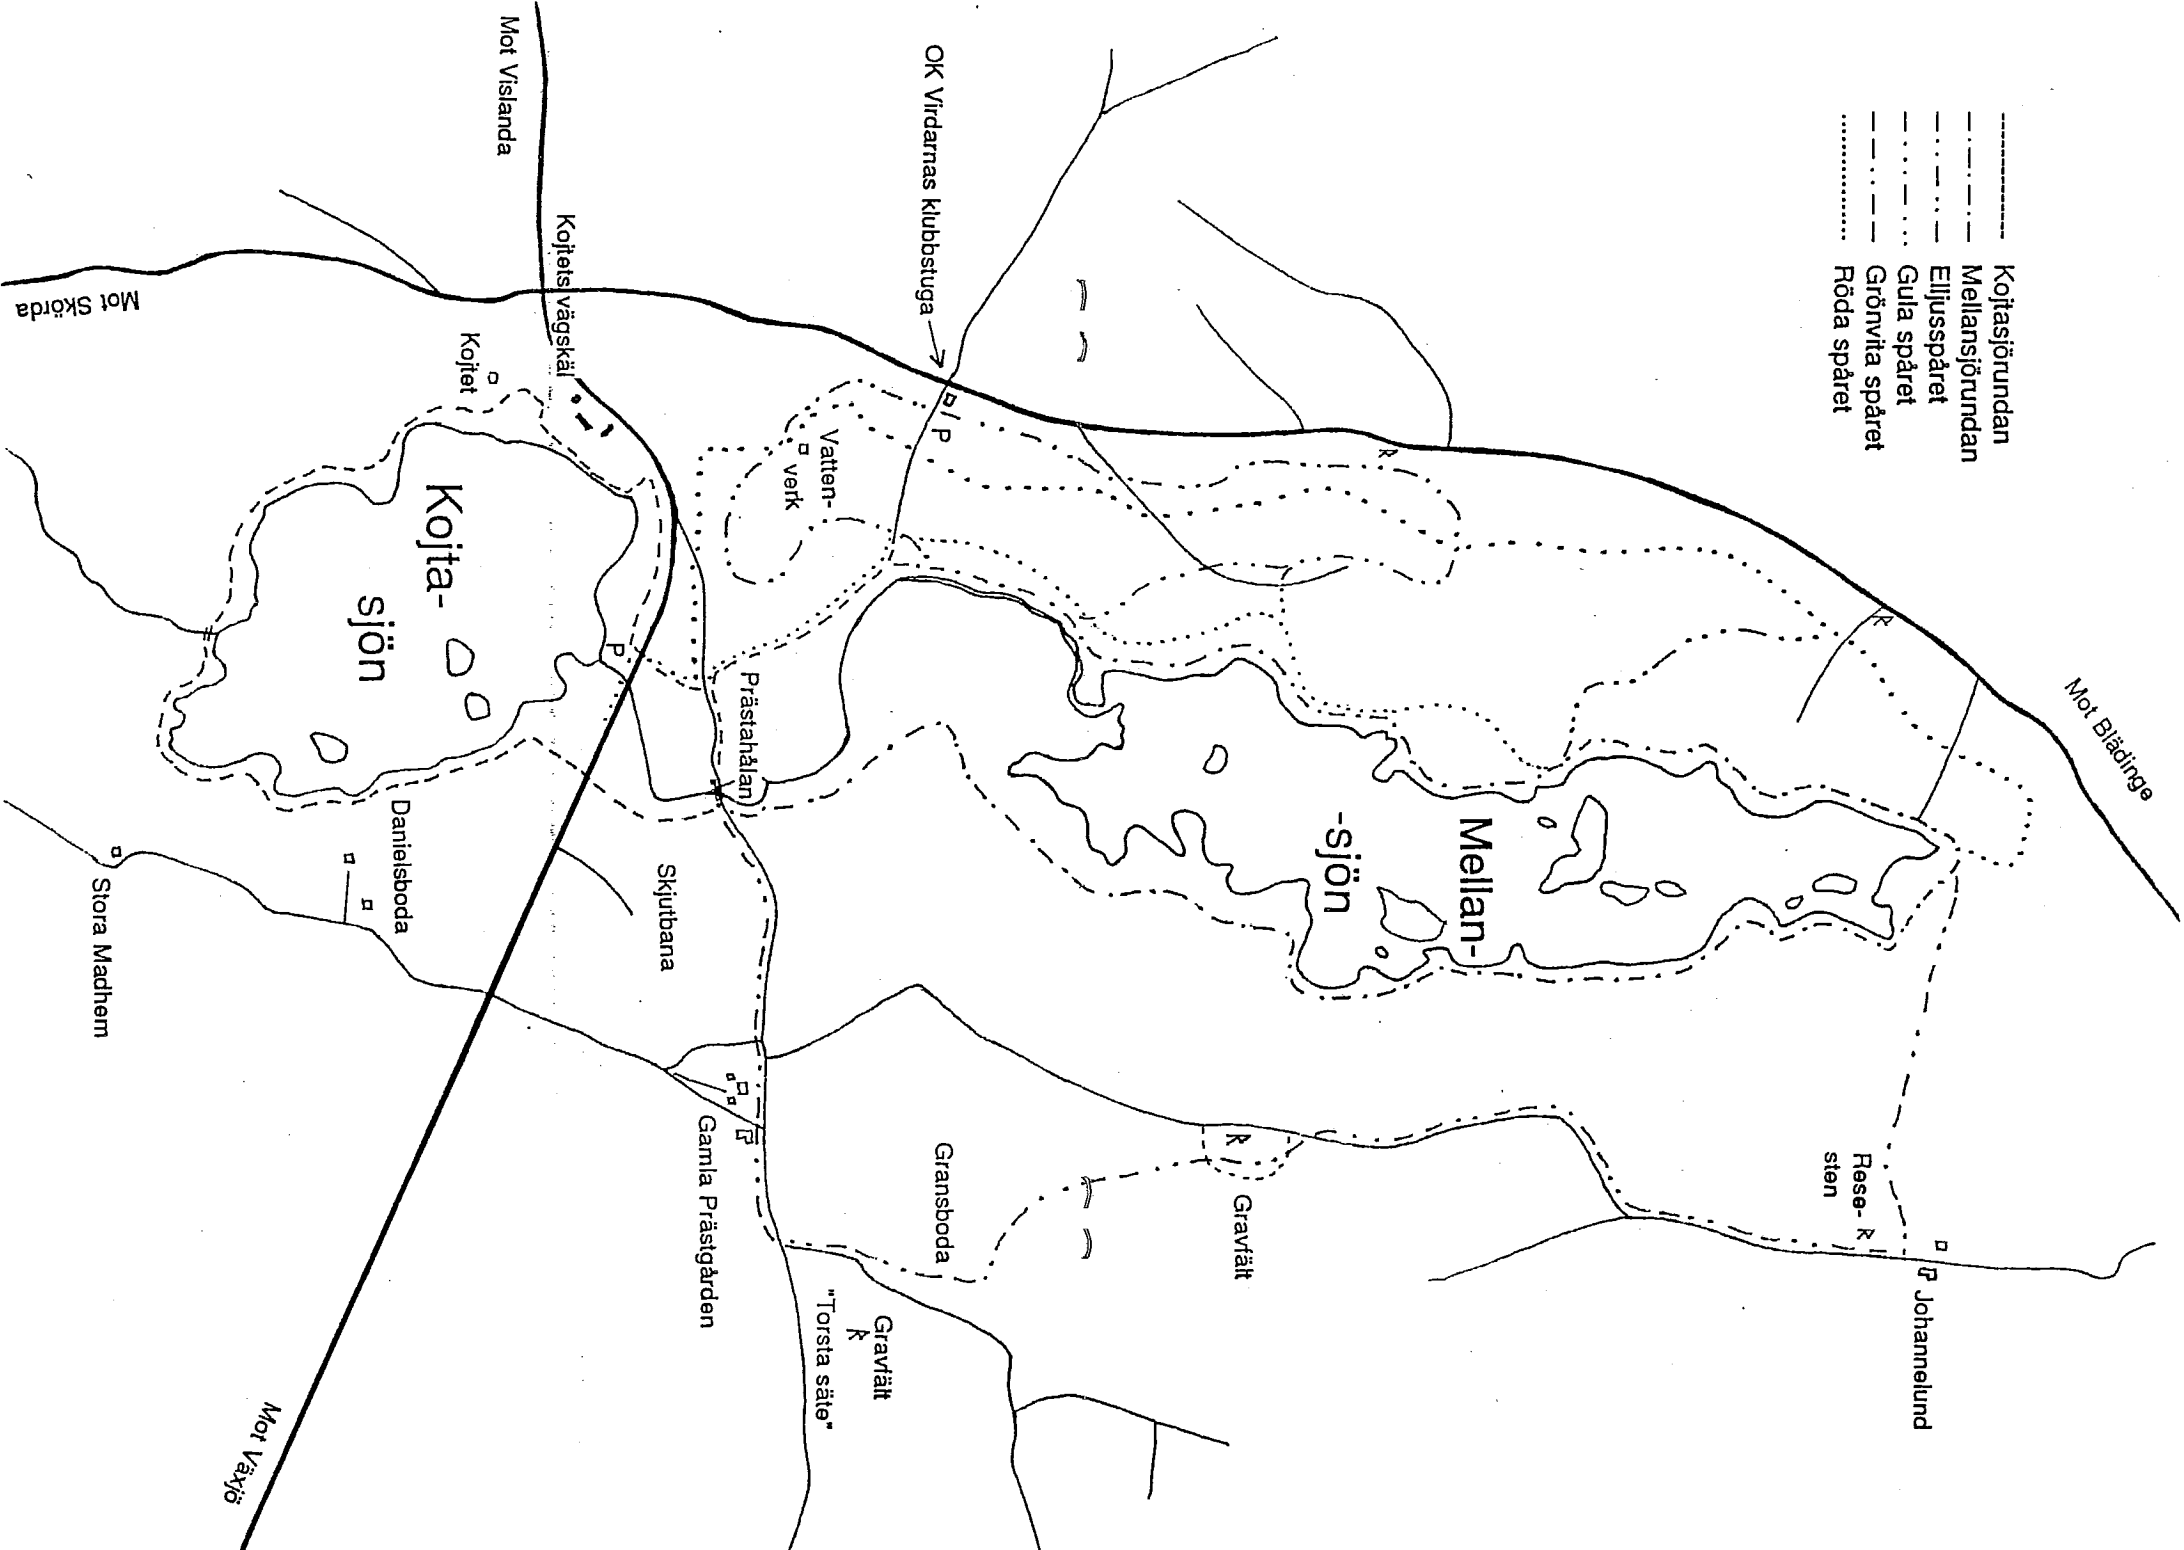 Kojtasjörundan
Mellansjörundan
Elljusspåret
Gula spåret
Grönvita spåret
Röda spåret
Mot Blädinge
OK Virdarnas klubbstuga
Mot Vislanda
Kojtets vägskäl
Mot Skörda
Kojtet
P
Vatten-
verk
R
R
Kojta-
sjön
P
Prästahålan
Mellan-
-sjön
Danielsboda
Stora Madhem
Skjutbana
Gamla Prästgården
Gransboda
R
Gravfält
Rese-
sten
R
Johannelund
Gravfält
R
"Torsta säte"
Mot Växjö